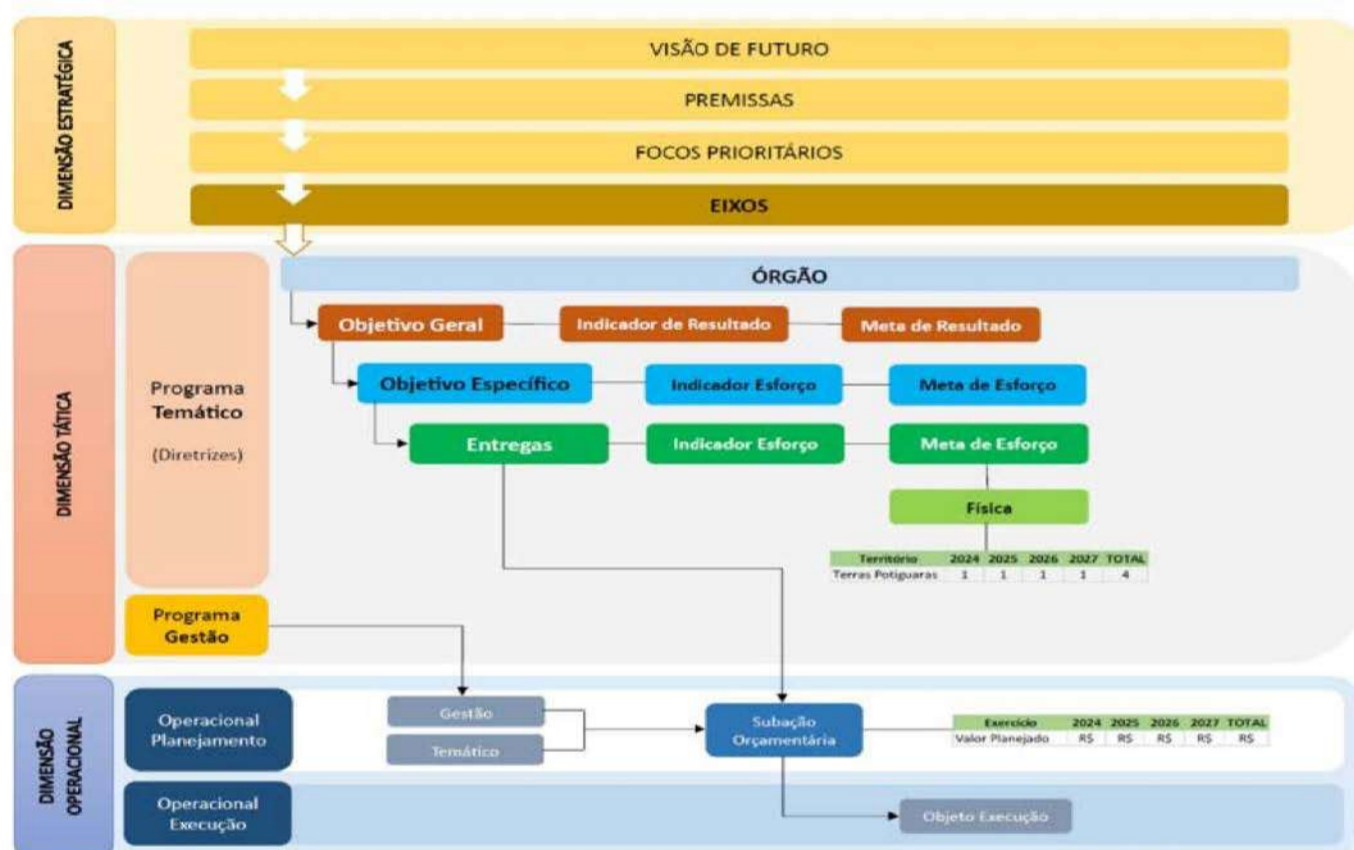 DIMENSÃO ESTRATÉGICA
VISÃO DE FUTURO
PREMISSAS
FOCOS PRIORITÁRIOS
EIXOS
DIMENSÃO TÁTICA
Programa
Temático
(Diretrizes)
ÓRGÃO
Objetivo Geral
Indicador de Resultado
Meta de Resultado
Objetivo Específico
Indicador Esforço
Meta de Esforço
Entregas
Indicador Esforço
Meta de Esforço
Física
Território 2024 2025 2026 2027 TOTAL
Terras Potiguaras 1 1 1 1 4
Programa
Gestão
DIMENSÃO
OPERACIONAL
Operacional
Planejamento
Gestão
Temático
Subação
Orçamentária
Exercício 2024 2025 2026 2027 TOTAL
Valor Planejado R$ R$ R$ R$ R$
Operacional
Execução
Objeto Execução